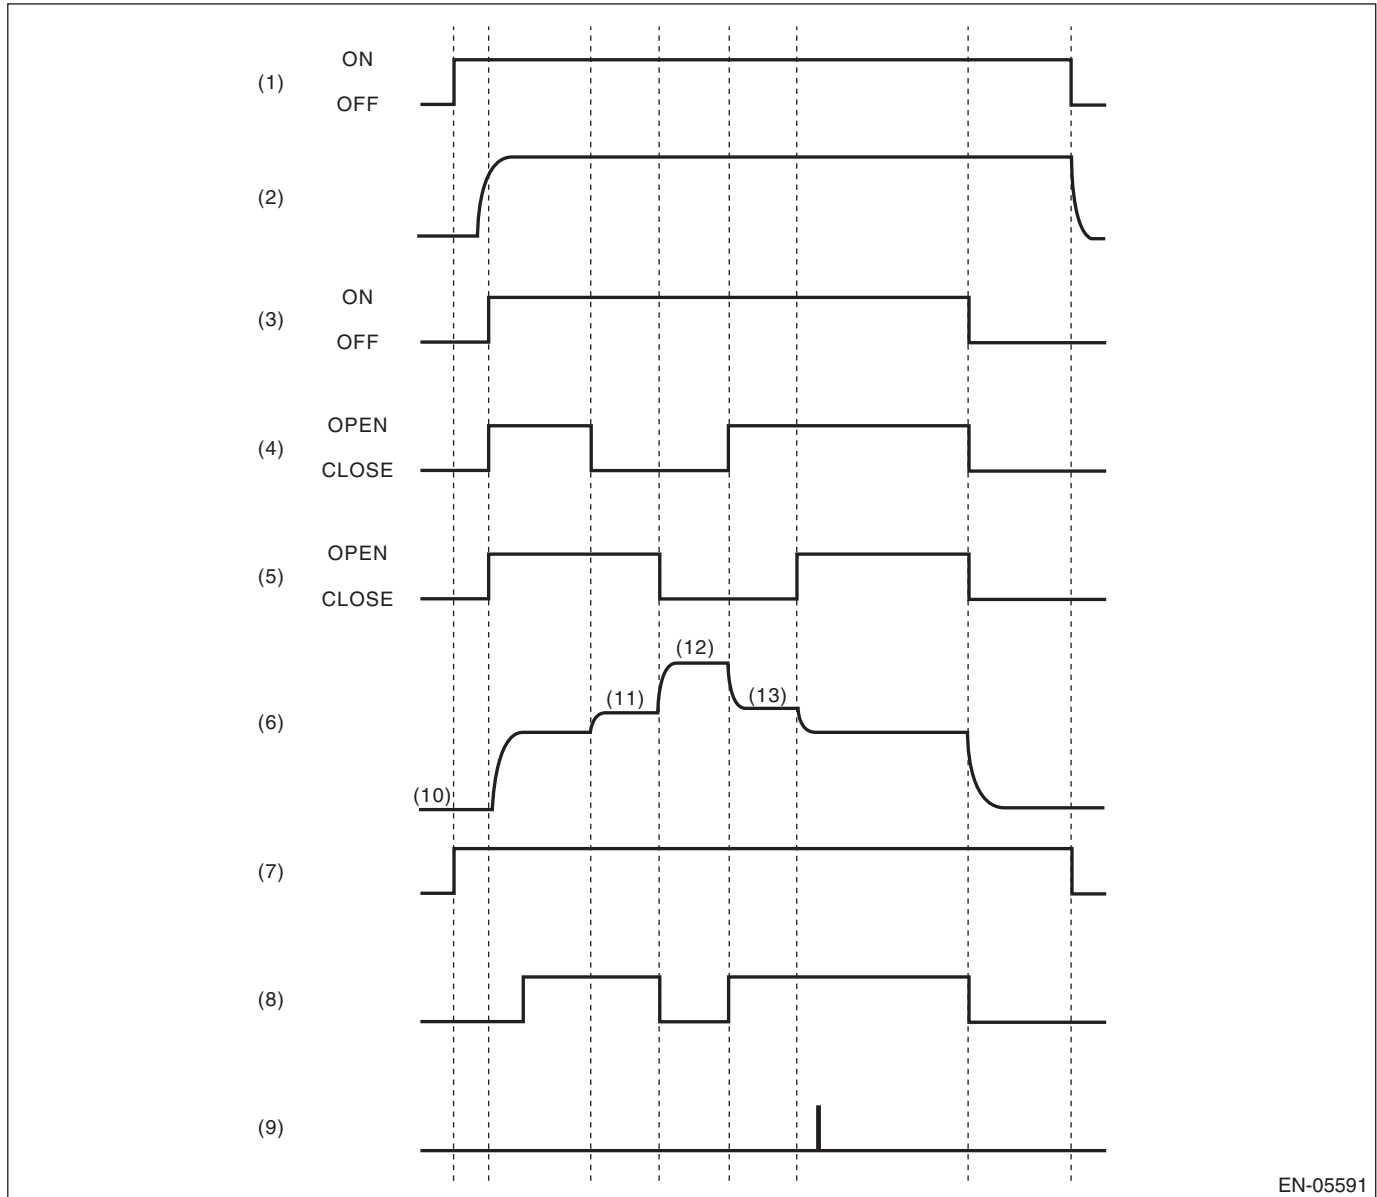 ON
(1)
OFF
(2)
ON
(3)
OFF
OPEN
(4)
CLOSE
OPEN
(5)
CLOSE
(12)
(11)
(13)
(6)
(10)
(7)
(8)
(9)
EN-05591